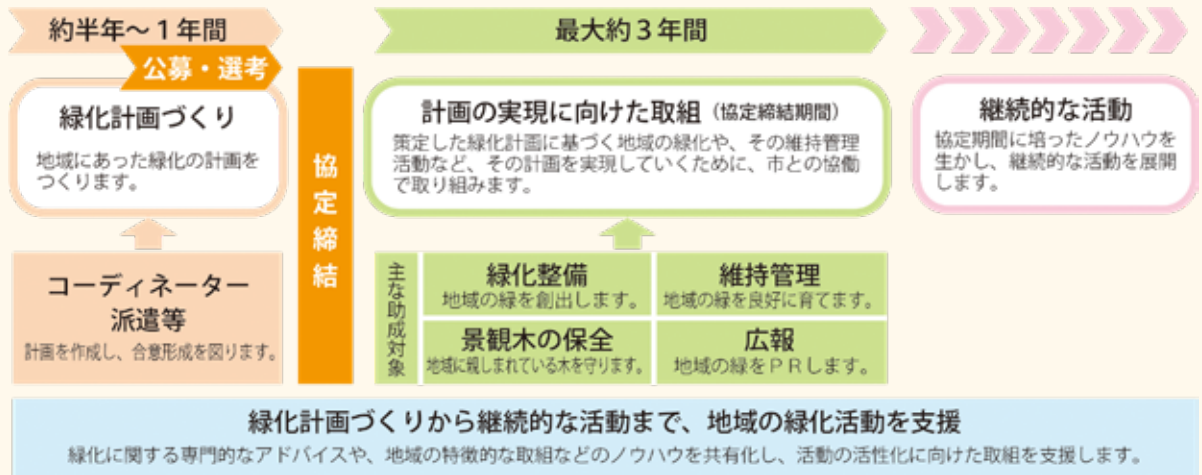 約半年～1年間
公募・選考
緑化計画づくり
地域にあった緑化の計画を
つくります。
コーディネーター
派遣等
計画を作成し、合意形成を図ります。
協定締結
最大約3年間
計画の実現に向けた取組（協定締結期間）
策定した緑化計画に基づく地域の緑化や、その維持管理
活動など、その計画を実現していくために、市との協働
で取り組みます。
主な助成対象
緑化整備
地域の緑を創出します。
維持管理
地域の緑を良好に育てます。
景観木の保全
地域に親しまれている木を守ります。
広報
地域の緑をＰＲします。
継続的な活動
協定期間に培ったノウハウを
生かし、継続的な活動を展開
します。
緑化計画づくりから継続的な活動まで、地域の緑化活動を支援
緑化に関する専門的なアドバイスや、地域の特徴的な取組などのノウハウを共有化し、活動の活性化に向けた取組を支援します。